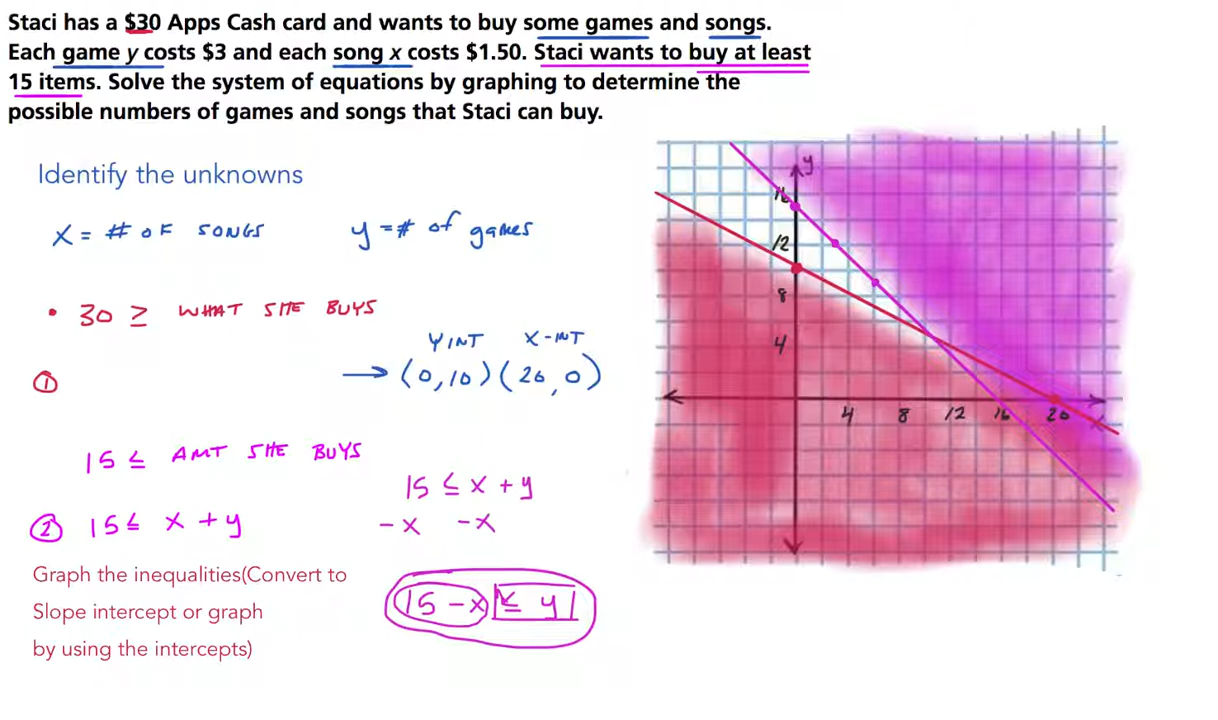 Staci has a $30 Apps Cash card and wants to buy some games and songs.
Each game y costs $3 and each song x costs $1.50. Staci wants to buy at least
15 items. Solve the system of equations by graphing to determine the
possible numbers of games and songs that Staci can buy.
Identify the unknowns
x = # OF SONGS
y = # of games
• 30 ≥ WHAT SHE BUYS
Y INT X-INT
① → (0,10) (20,0)
15 ≤ AMT SHE BUYS
15 ≤ x + y
② 15 ≤ x + y
-x -x
Graph the inequalities(Convert to
Slope intercept or graph
by using the intercepts)
15 - x ≤ y
y
16
12
8
4
4 8 12 16 20 x